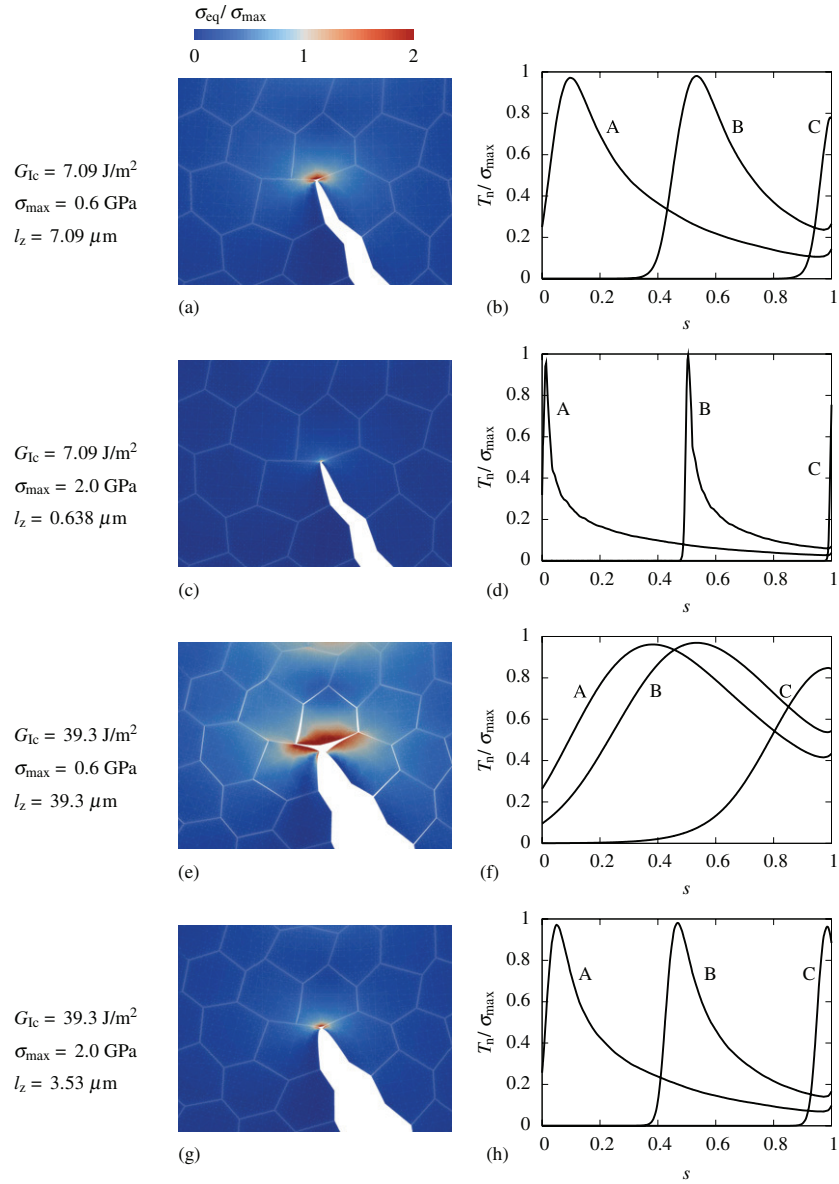 σeq/ σmax
0 1 2
GIc = 7.09 J/m²
σmax = 0.6 GPa
lz = 7.09 μm
(a)
Tn/ σmax
1
0.8
0.6
0.4
0.2
0
0 0.2 0.4 0.6 0.8 1
s
A B C
(b)
GIc = 7.09 J/m²
σmax = 2.0 GPa
lz = 0.638 μm
(c)
Tn/ σmax
1
0.8
0.6
0.4
0.2
0
0 0.2 0.4 0.6 0.8 1
s
A B C
(d)
GIc = 39.3 J/m²
σmax = 0.6 GPa
lz = 39.3 μm
(e)
Tn/ σmax
1
0.8
0.6
0.4
0.2
0
0 0.2 0.4 0.6 0.8 1
s
A B C
(f)
GIc = 39.3 J/m²
σmax = 2.0 GPa
lz = 3.53 μm
(g)
Tn/ σmax
1
0.8
0.6
0.4
0.2
0
0 0.2 0.4 0.6 0.8 1
s
A B C
(h)